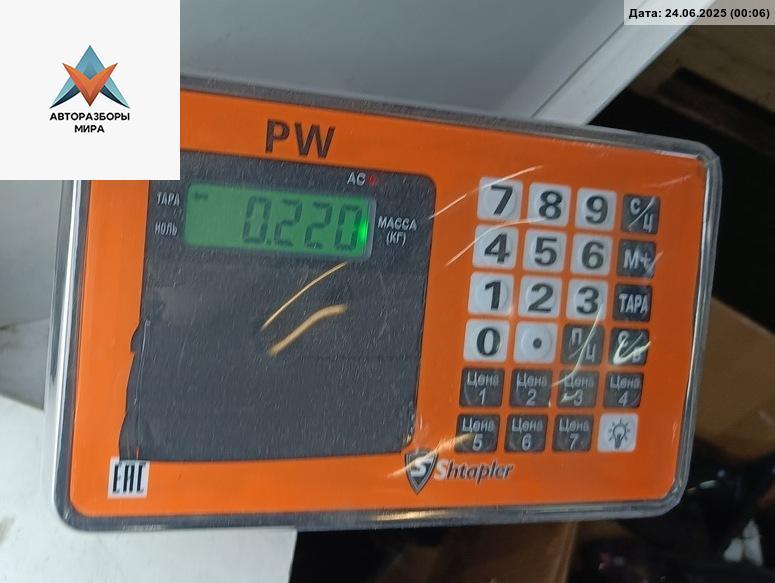 Дата: 24.06.2025 (00:06)
АВТОРАЗБОРЫ
МИРА
PW
AC
ТАРА
НОЛЬ
0.220
МАССА
(КГ)
7 8 9 С/Ц
4 5 6 М+
1 2 3 ТАРА
0 • П/Ц С/В
Цена 1 Цена 2 Цена 3 Цена 4
Цена 5 Цена 6 Цена 7
EAC
S Shtapler